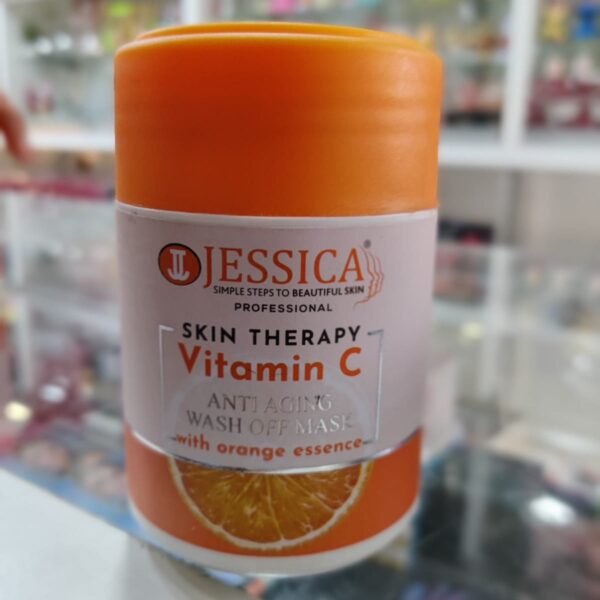 JESSICA®
SIMPLE STEPS TO BEAUTIFUL SKIN
PROFESSIONAL
SKIN THERAPY
Vitamin C
ANTI AGING
WASH OFF MASK
with orange essence